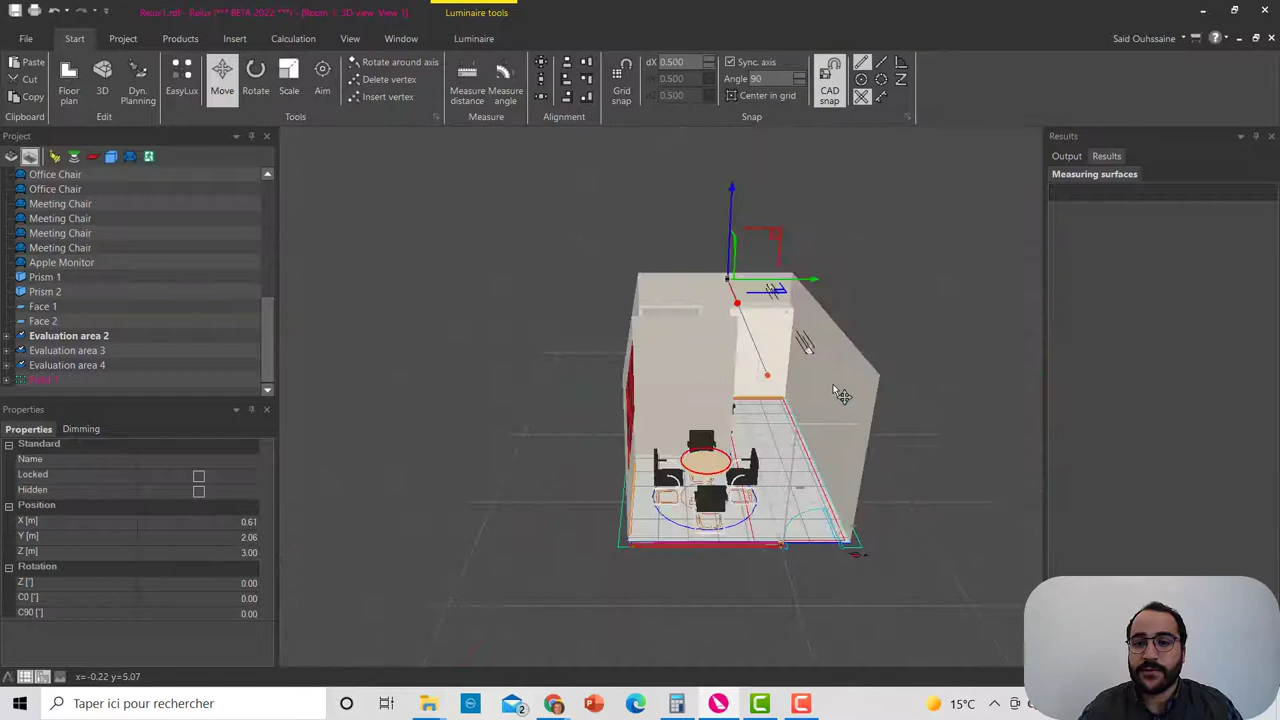 Relux1.rdf - Relux (*** BETA 2022 ***) - [Room 1, 3D view, View 1]
Luminaire tools
File
Start
Project
Products
Insert
Calculation
View
Window
Luminaire
Said Ouhssaine
Paste
Cut
Copy
Clipboard
Floor plan
3D
Dyn. Planning
Edit
EasyLux
Move
Rotate
Scale
Aim
Rotate around axis
Delete vertex
Insert vertex
Tools
Measure distance
Measure angle
Measure
Alignment
Grid snap
dX 0.500
0.500
0.500
Sync. axis
Angle 90
Center in grid
CAD snap
Snap
Project
Office Chair
Office Chair
Meeting Chair
Meeting Chair
Meeting Chair
Meeting Chair
Apple Monitor
Prism 1
Prism 2
Face 1
Face 2
Evaluation area 2
Evaluation area 3
Evaluation area 4
Properties
Properties
Dimming
Standard
Name
Locked
Hidden
Position
X [m] 0.61
Y [m] 2.06
Z [m] 3.00
Rotation
Z [°] 0.00
C0 [°] 0.00
C90 [°] 0.00
x=-0.22 y=5.07
Results
Output
Results
Measuring surfaces
Tapez ici pour rechercher
2
15°C